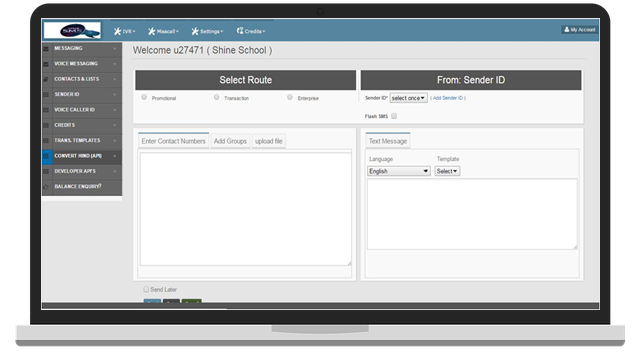 IVR
Misscall
Settings
Credits
My Account
MESSAGING
VOICE MESSAGING
CONTACTS & LISTS
SENDER ID
VOICE CALLER ID
CREDITS
TRANS. TEMPLATES
CONVERT HIND (API)
DEVELOPER API'S
BALANCE ENQUIRY?
Welcome u27471 ( Shine School )
Select Route
Promotional
Transaction
Enterprise
From: Sender ID
Sender ID* select once ( Add Sender ID )
Flash SMS
Enter Contact Numbers
Add Groups
upload file
Text Message
Language
Template
English
Select
Send Later